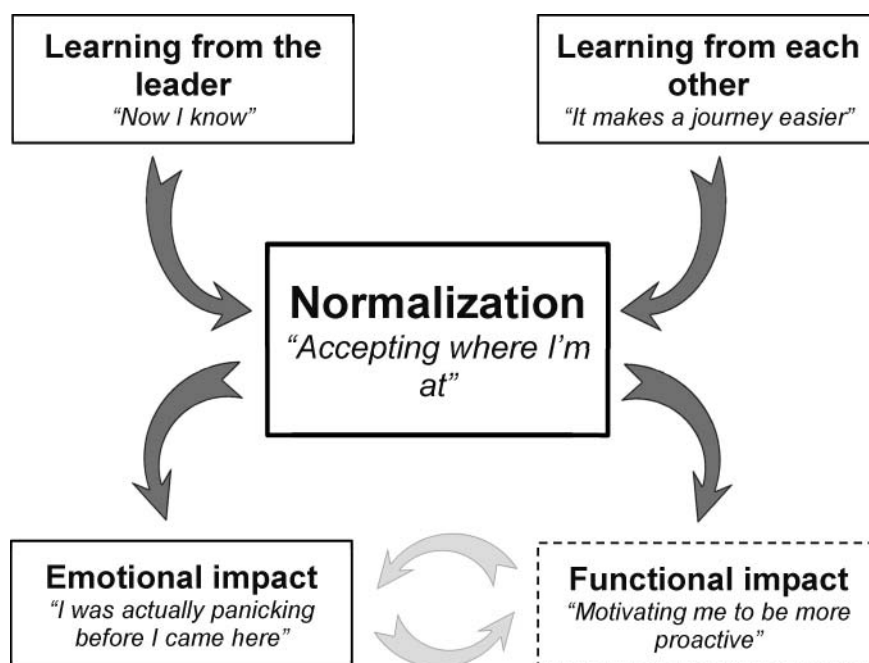 Learning from the
leader
“Now I know”
Learning from each
other
“It makes a journey easier”
Normalization
“Accepting where I’m
at”
Emotional impact
“I was actually panicking
before I came here”
Functional impact
“Motivating me to be more
proactive”